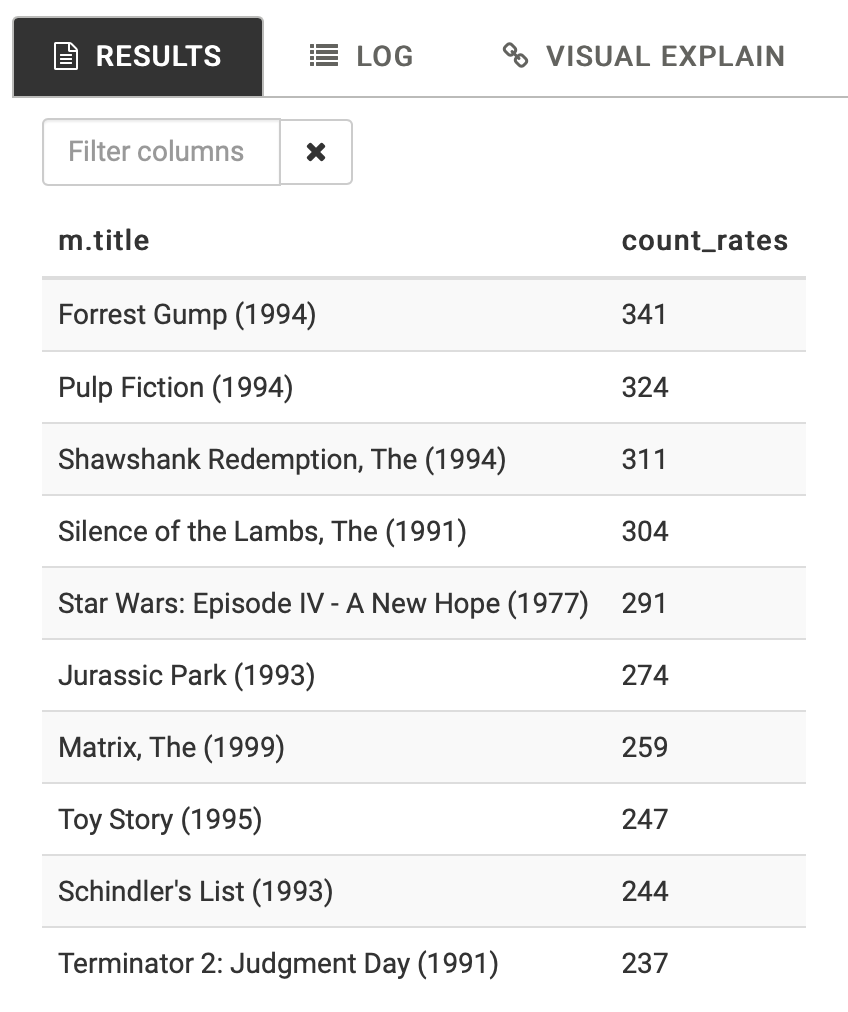 RESULTS LOG VISUAL EXPLAIN
Filter columns
m.title count_rates
Forrest Gump (1994) 341
Pulp Fiction (1994) 324
Shawshank Redemption, The (1994) 311
Silence of the Lambs, The (1991) 304
Star Wars: Episode IV - A New Hope (1977) 291
Jurassic Park (1993) 274
Matrix, The (1999) 259
Toy Story (1995) 247
Schindler's List (1993) 244
Terminator 2: Judgment Day (1991) 237